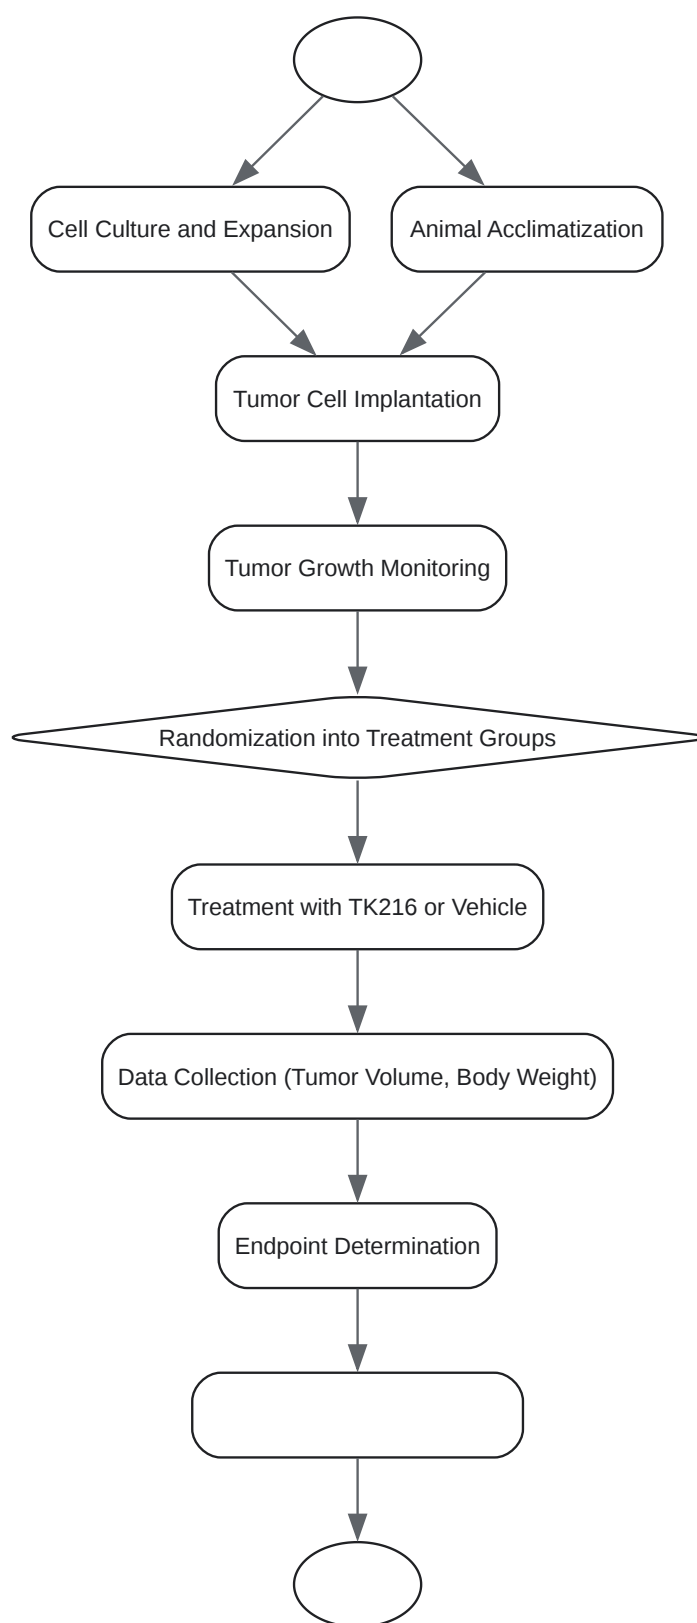 Cell Culture and Expansion
Animal Acclimatization
Tumor Cell Implantation
Tumor Growth Monitoring
Randomization into Treatment Groups
Treatment with TK216 or Vehicle
Data Collection (Tumor Volume, Body Weight)
Endpoint Determination